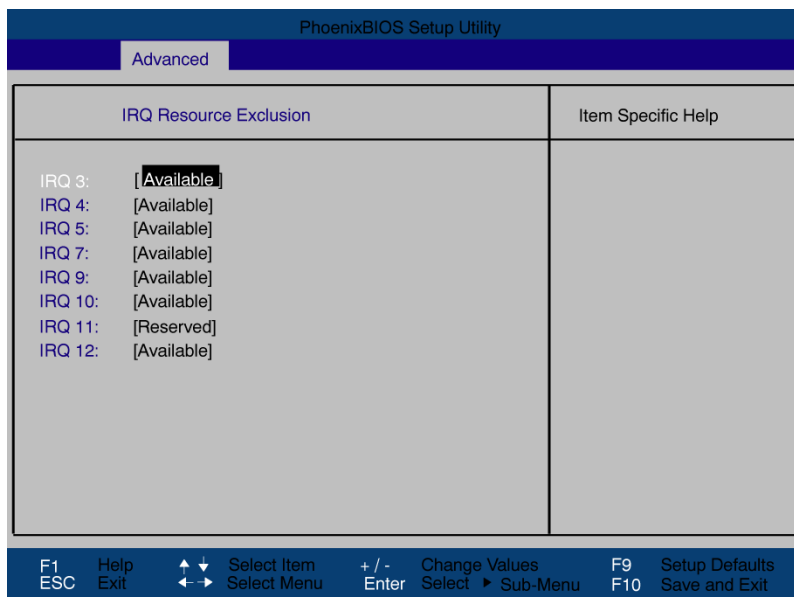 PhoenixBIOS Setup Utility
Advanced
IRQ Resource Exclusion
Item Specific Help
IRQ 3: [Available]
IRQ 4: [Available]
IRQ 5: [Available]
IRQ 7: [Available]
IRQ 9: [Available]
IRQ 10: [Available]
IRQ 11: [Reserved]
IRQ 12: [Available]
F1 Help Select Item + / - Change Values F9 Setup Defaults
ESC Exit Select Menu Enter Select Sub-Menu F10 Save and Exit